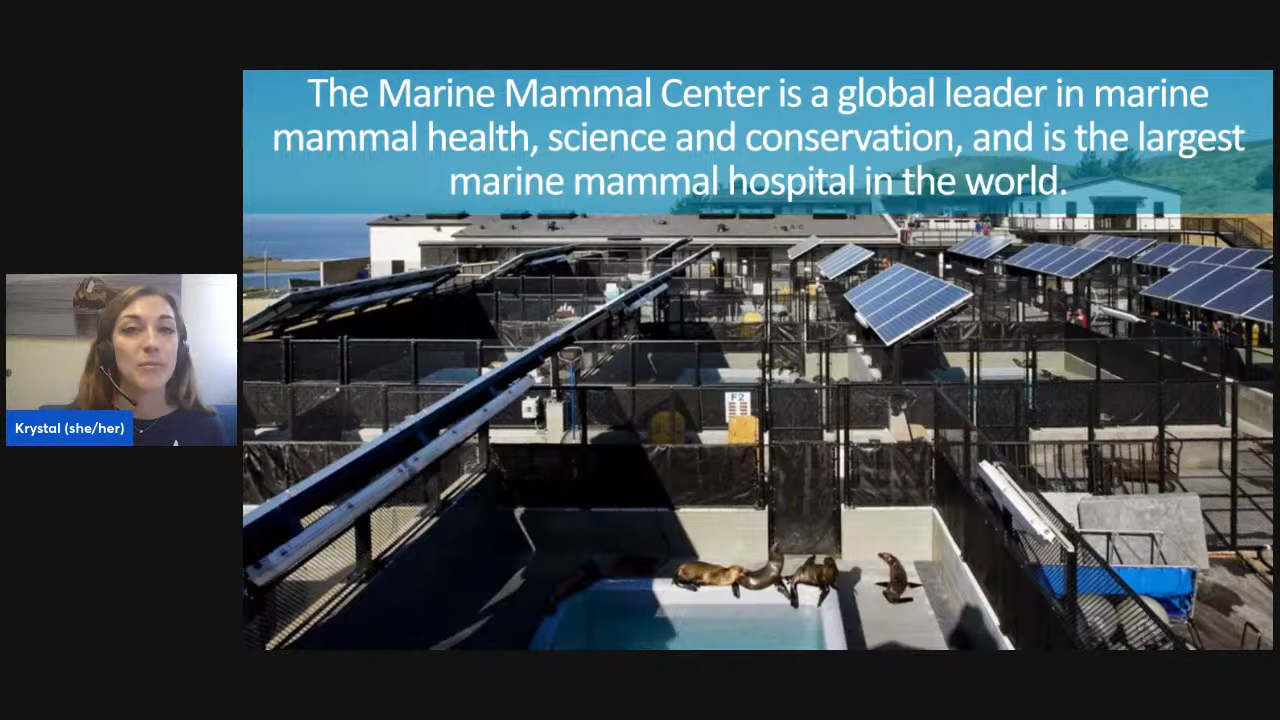 The Marine Mammal Center is a global leader in marine
mammal health, science and conservation, and is the largest
marine mammal hospital in the world.
F2
Krystal (she/her)